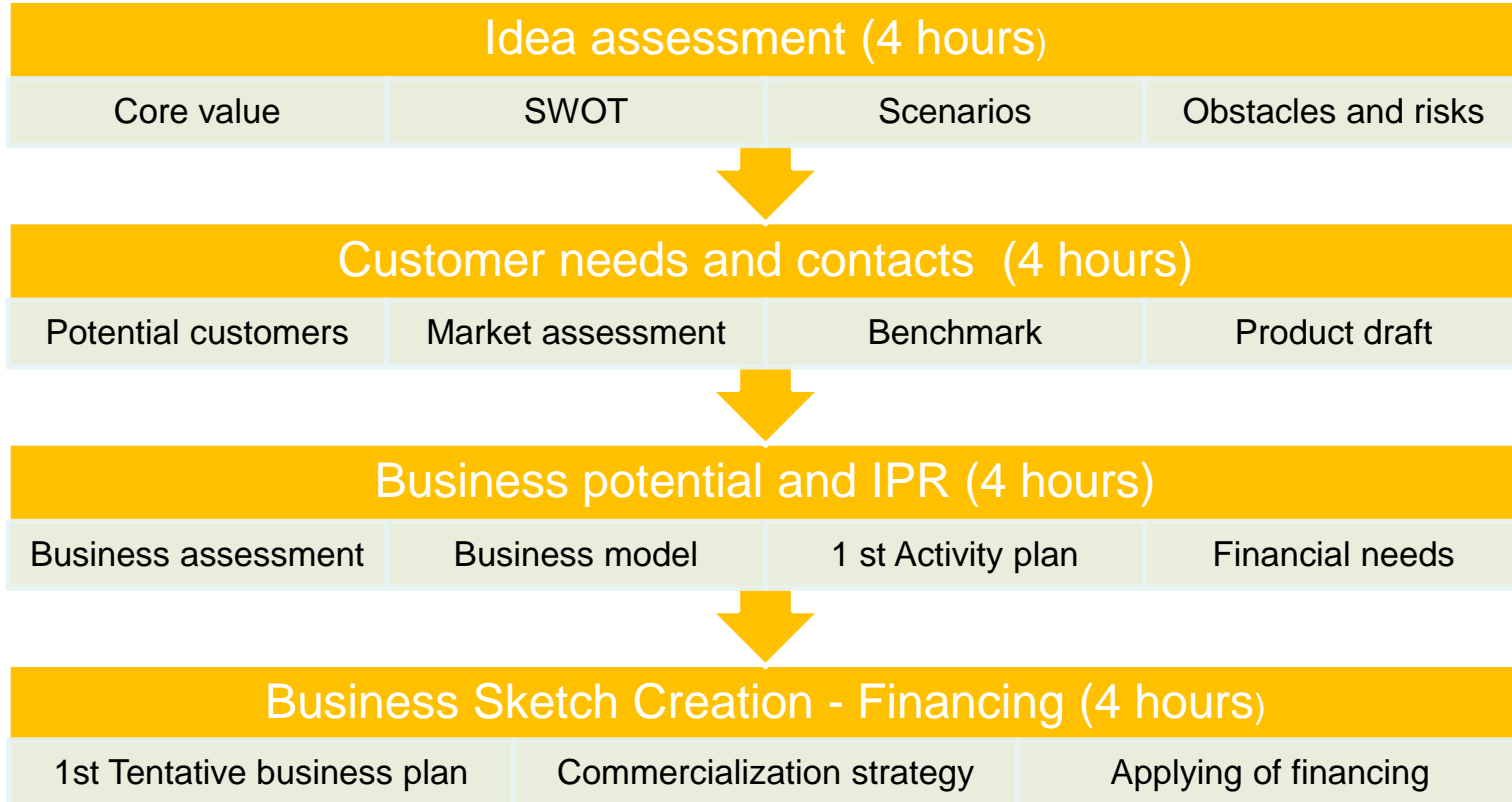 Idea assessment (4 hours)
Core value SWOT Scenarios Obstacles and risks
Customer needs and contacts (4 hours)
Potential customers Market assessment Benchmark Product draft
Business potential and IPR (4 hours)
Business assessment Business model 1 st Activity plan Financial needs
Business Sketch Creation - Financing (4 hours)
1st Tentative business plan Commercialization strategy Applying of financing